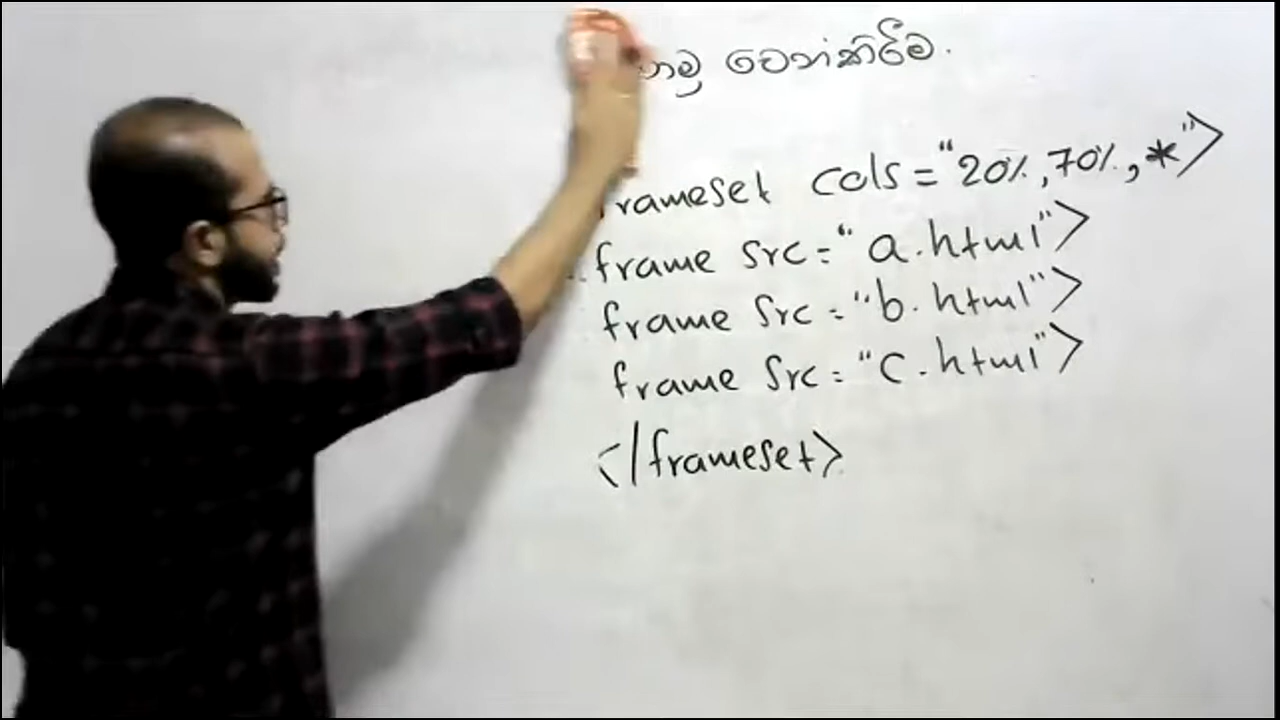 වෙන්කිරීම.
frameset cols="20%,70%,*">
frame src="a.html">
frame src="b.html">
frame src="c.html">
</frameset>